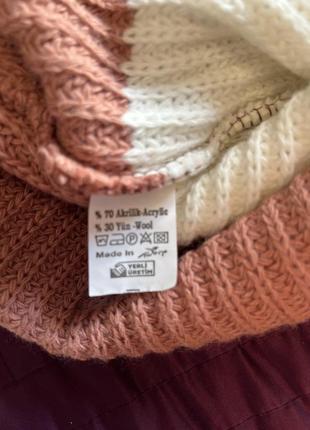 % 70 Akrilik-Acrylic
% 30 Yün -Wool
Made In
YERLİ
ÜRETİM